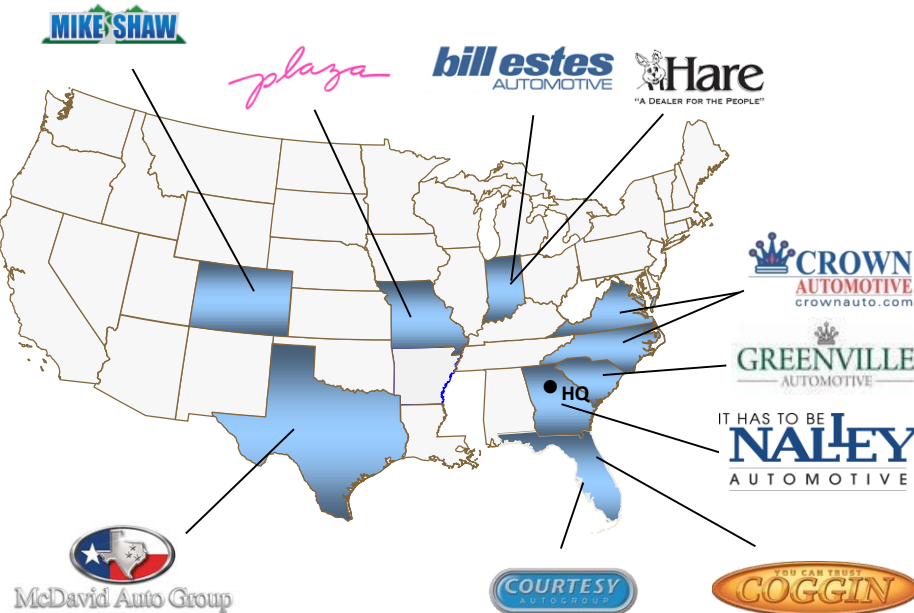 MIKE SHAW
plaza
bill estes
AUTOMOTIVE
Hare
"A DEALER FOR THE PEOPLE"
CROWN
AUTOMOTIVE
crownauto.com
GREENVILLE
AUTOMOTIVE
HQ
IT HAS TO BE
NALLEY
AUTOMOTIVE
McDavid Auto Group
COURTESY
AUTOGROUP
YOU CAN TRUST
COGGIN